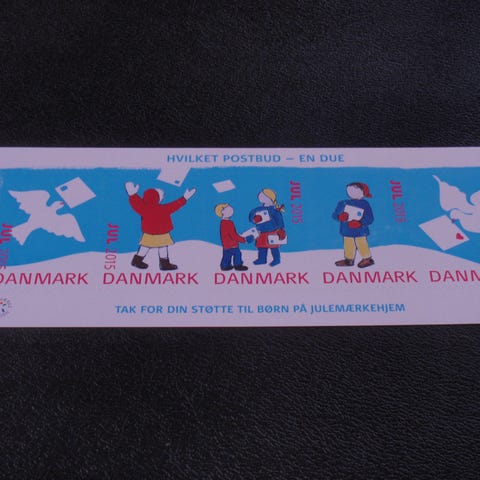 HVILKET POSTBUD – EN DUE
JUL 2015
JUL 2015
JUL 2015
JUL 2015
DANMARK DANMARK DANMARK DANMARK DANM
TAK FOR DIN STØTTE TIL BØRN PÅ JULEMÆRKEHJEM